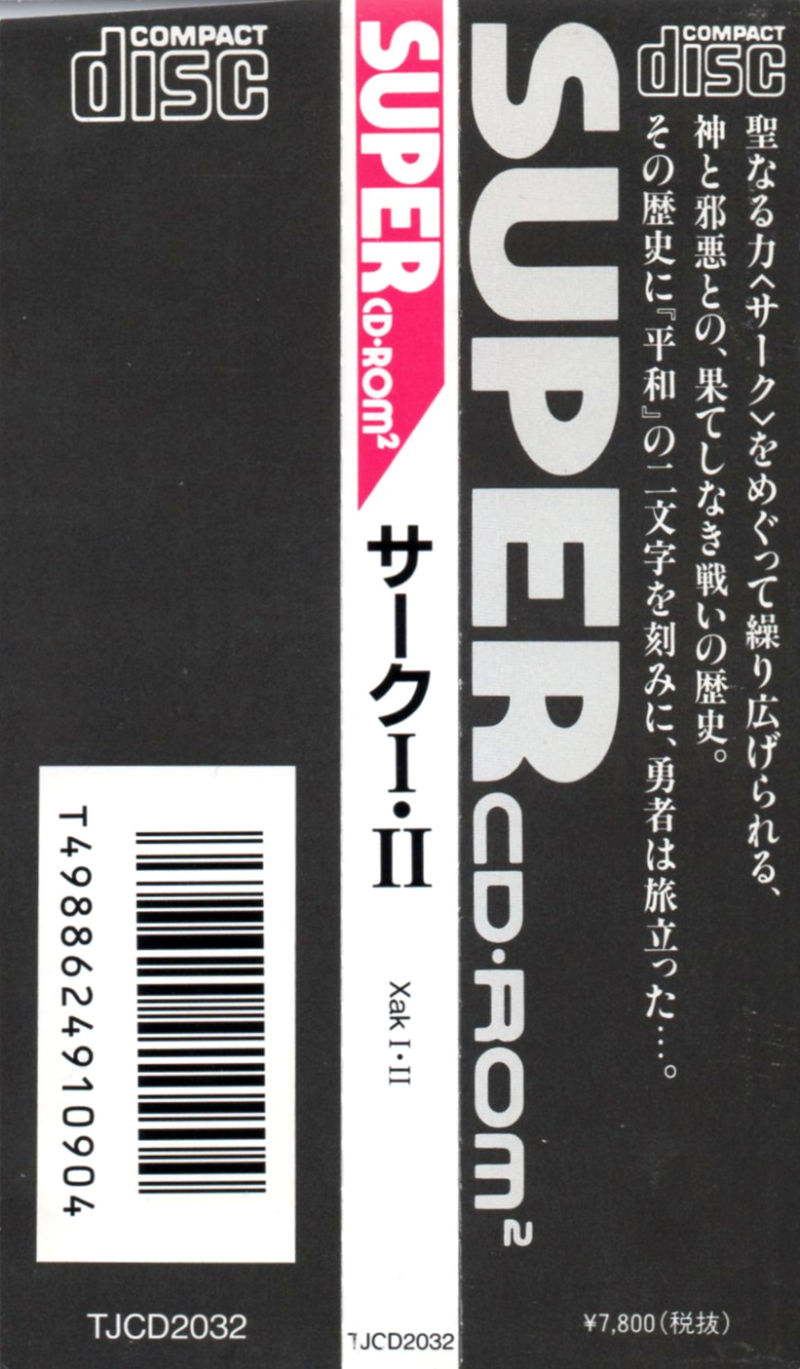 COMPACT
disc
T4988624910904
TJCD2032
SUPER
CD·ROM²
サークI・II
Xak I・II
TJCD2032
SUPER
CD·ROM²
COMPACT
disc
聖なる力〈サーク〉をめぐって繰り広げられる、
神と邪悪との、果てしなき戦いの歴史。
その歴史に『平和』の二文字を刻みに、勇者は旅立った…。
¥7,800(税抜)